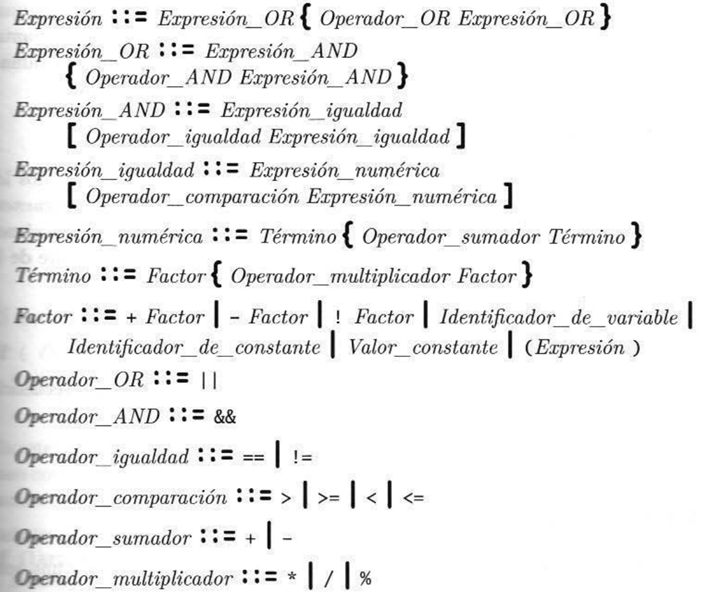 Expresión ::= Expresión_OR { Operador_OR Expresión_OR }
Expresión_OR ::= Expresión_AND
{ Operador_AND Expresión_AND }
Expresión_AND ::= Expresión_igualdad
[ Operador_igualdad Expresión_igualdad ]
Expresión_igualdad ::= Expresión_numérica
[ Operador_comparación Expresión_numérica ]
Expresión_numérica ::= Término { Operador_sumador Término }
Término ::= Factor { Operador_multiplicador Factor }
Factor ::= + Factor | - Factor | ! Factor | Identificador_de_variable |
Identificador_de_constante | Valor_constante | (Expresión )
Operador_OR ::= ||
Operador_AND ::= &&
Operador_igualdad ::= == | !=
Operador_comparación ::= > | >= | < | <=
Operador_sumador ::= + | -
Operador_multiplicador ::= * | / | %